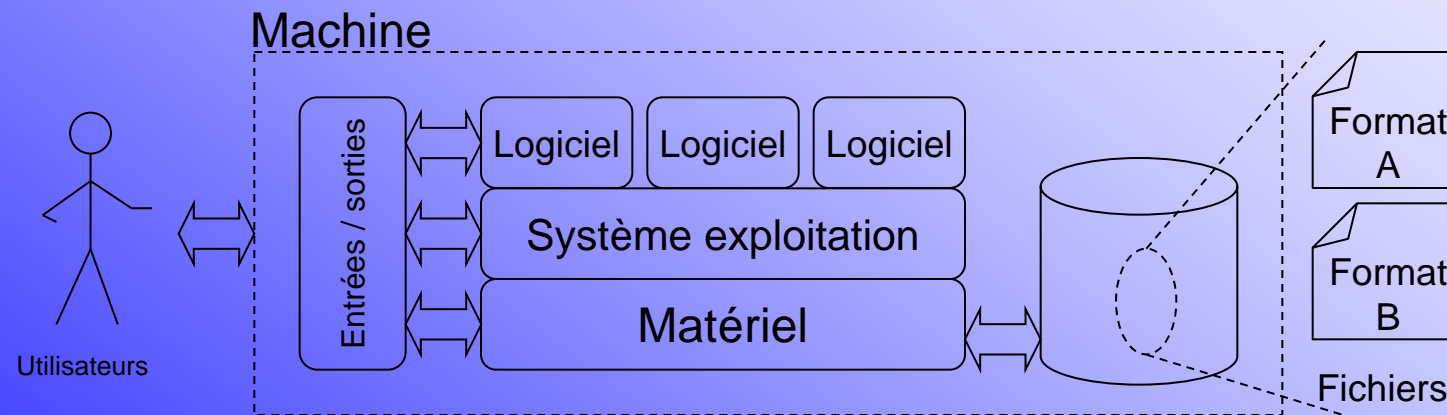 Machine
Entrées / sorties
Logiciel
Logiciel
Logiciel
Système exploitation
Matériel
Utilisateurs
Format
A
Format
B
Fichiers